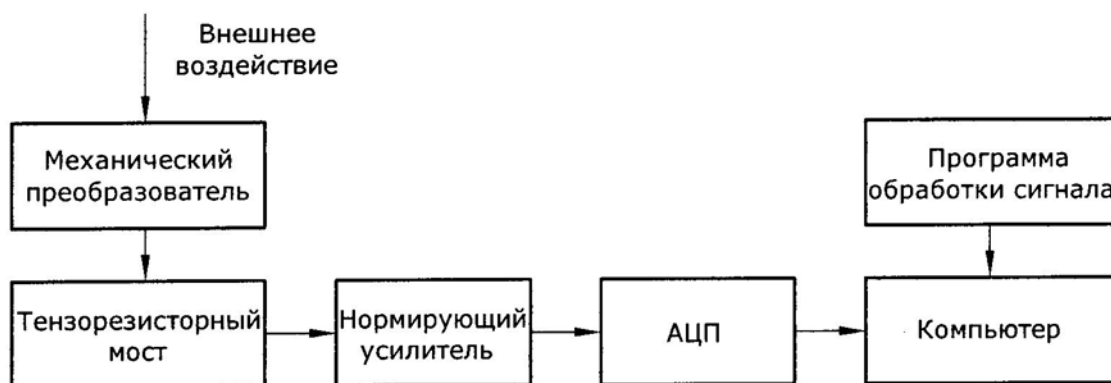 Внешнее
воздействие
Механический
преобразователь
Программа
обработки сигнала
Тензорезисторный
мост
Нормирующий
усилитель
АЦП
Компьютер